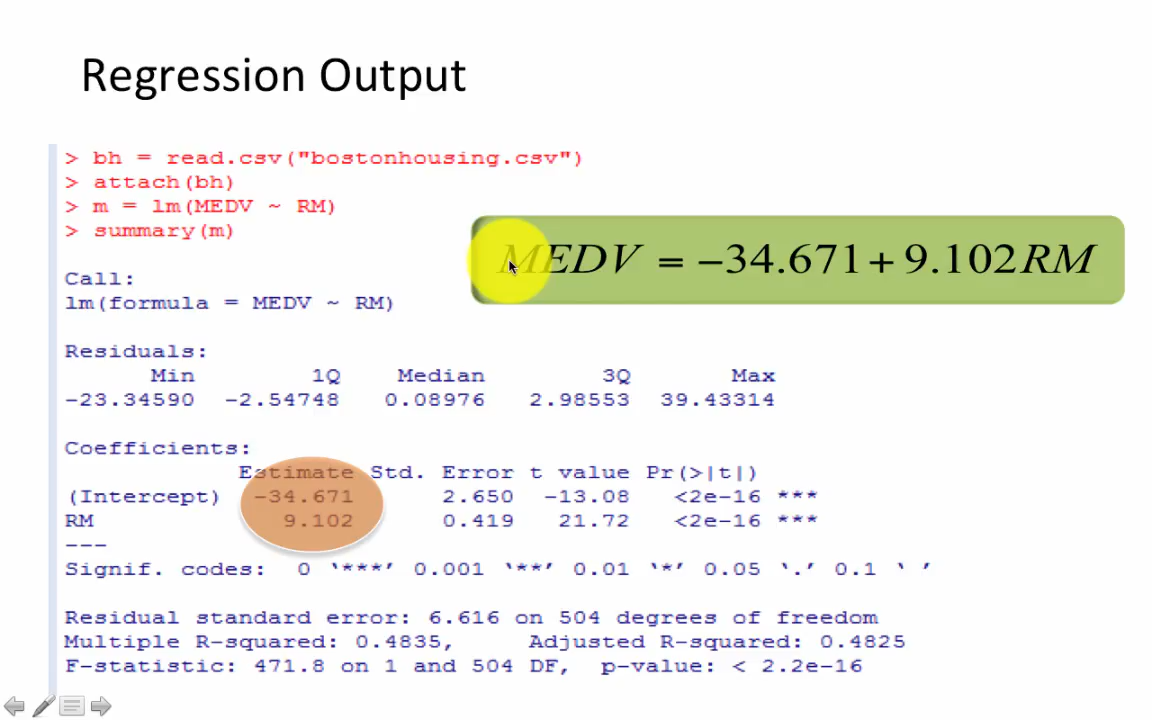 Regression Output
> bh = read.csv("bostonhousing.csv")
> attach(bh)
> m = lm(MEDV ~ RM)
> summary(m)
MEDV = −34.671+9.102RM
Call:
lm(formula = MEDV ~ RM)
Residuals:
Min 1Q Median 3Q Max
-23.34590 -2.54748 0.08976 2.98553 39.43314
Coefficients:
Estimate Std. Error t value Pr(>|t|)
(Intercept) -34.671 2.650 -13.08 <2e-16 ***
RM 9.102 0.419 21.72 <2e-16 ***
---
Signif. codes: 0 ‘***’ 0.001 ‘**’ 0.01 ‘*’ 0.05 ‘.’ 0.1 ‘ ’
Residual standard error: 6.616 on 504 degrees of freedom
Multiple R-squared: 0.4835, Adjusted R-squared: 0.4825
F-statistic: 471.8 on 1 and 504 DF, p-value: < 2.2e-16